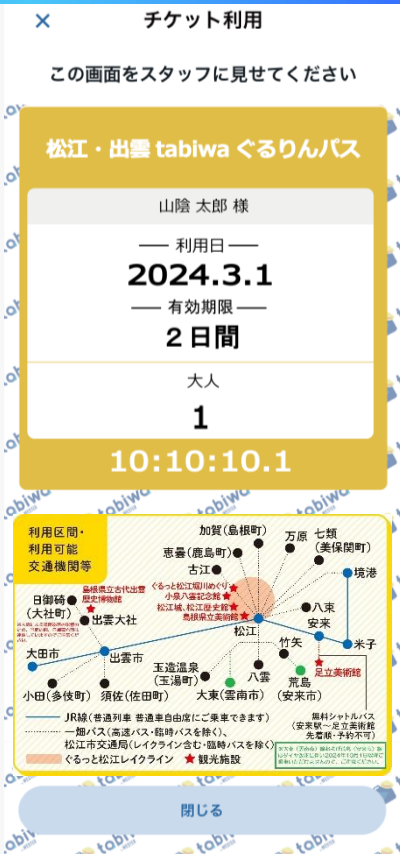 チケット利用
この画面をスタッフに見せてください
松江・出雲 tabiwa ぐるりんパス
山陰 太郎 様
利用日
2024.3.1
有効期限
2日間
大人
1
10:10:10.1
利用区間・
利用可能
交通機関等
加賀(島根町)
万原
七類
(美保関町)
恵曇(鹿島町)
古江
境港
島根県立古代出雲
歴史博物館
ぐるっと松江堀川めぐり
小泉八雲記念館
松江城、松江歴史館
島根県立美術館
日御碕
(大社町)
出雲大社
八束
松江
安来
米子
大田市
出雲市
竹矢
足立美術館
玉造温泉
(玉湯町)
八雲
荒島
(安来市)
小田(多伎町)
須佐(佐田町)
大東(雲南市)
JR線(普通列車 普通車自由席にご乗車できます)
無料シャトルバス
(安来駅〜足立美術館
先着順・予約不可)
一畑バス(高速バス・臨時バスを除く)、
松江市交通局(レイクライン含む・臨時バスを除く)
ぐるっと松江レイクライン
観光施設
閉じる